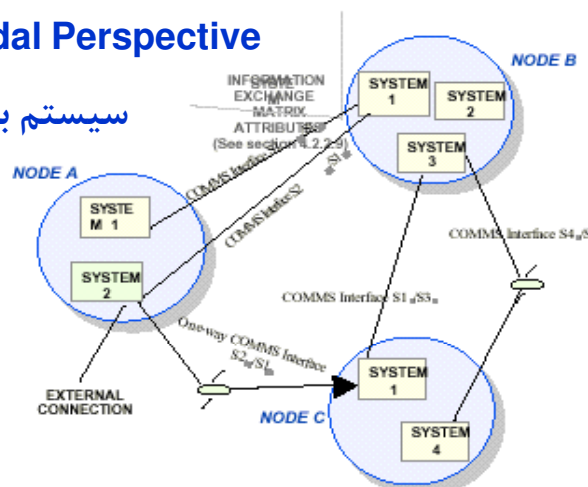 dal Perspective
سیستم ب
NODE B
INFORMATION
EXCHANGE
MATRIX
ATTRIBUTES
(See section 4.2.2.9)
SYSTEM
1
SYSTEM
2
SYSTEM
3
NODE A
SYSTE
M 1
SYSTEM
2
COMMS Interface
COMMS Interface S2
S1
COMMS Interface S4
COMMS Interface S1 /S3
One-way COMMS Interface
S2 /S1
EXTERNAL
CONNECTION
NODE C
SYSTEM
1
SYSTEM
4